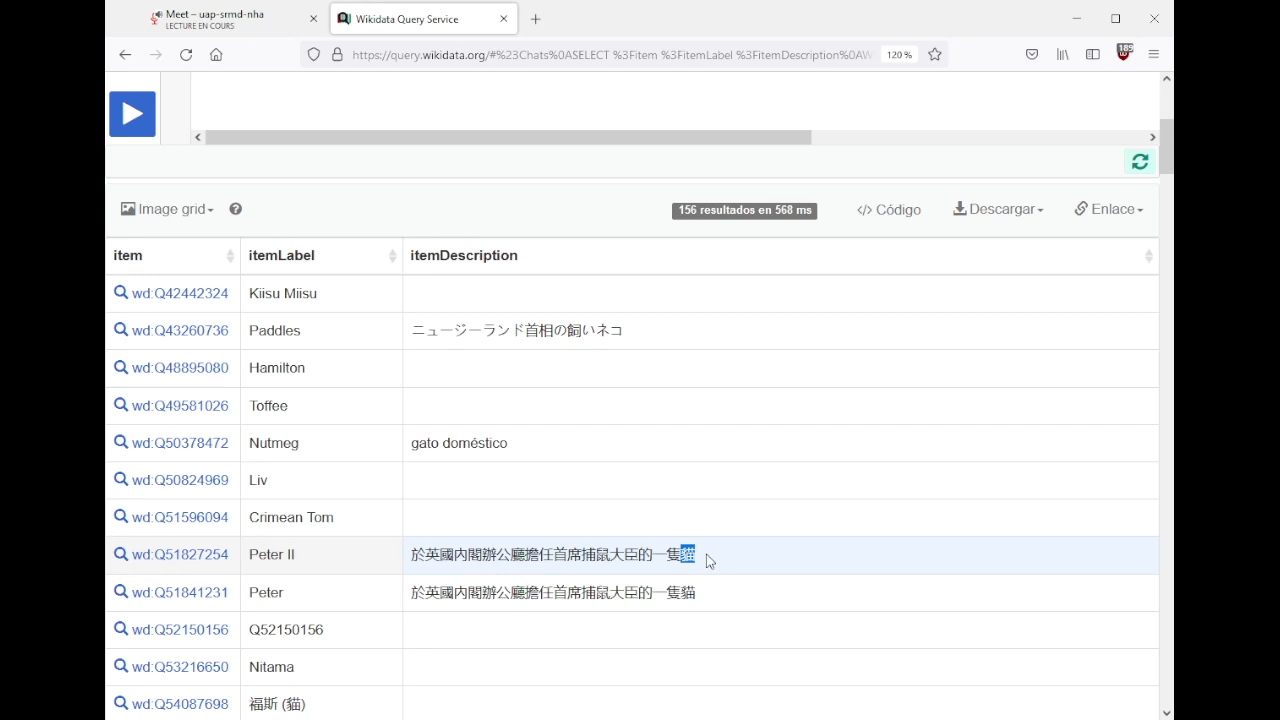 Meet – uap-srmd-nha
LECTURE EN COURS
Wikidata Query Service
https://query.wikidata.org/#%23Chats%0ASELECT %3Fitem %3FitemLabel %3FitemDescription%0AW
120 %
189
Image grid
156 resultados en 568 ms
</> Código
Descargar
Enlace
item itemLabel itemDescription
wd:Q42442324 Kiisu Miisu
wd:Q43260736 Paddles ニュージーランド首相の飼いネコ
wd:Q48895080 Hamilton
wd:Q49581026 Toffee
wd:Q50378472 Nutmeg gato doméstico
wd:Q50824969 Liv
wd:Q51596094 Crimean Tom
wd:Q51827254 Peter II 於英國內閣辦公廳擔任首席捕鼠大臣的一隻貓
wd:Q51841231 Peter 於英國內閣辦公廳擔任首席捕鼠大臣的一隻貓
wd:Q52150156 Q52150156
wd:Q53216650 Nitama
wd:Q54087698 福斯 (貓)